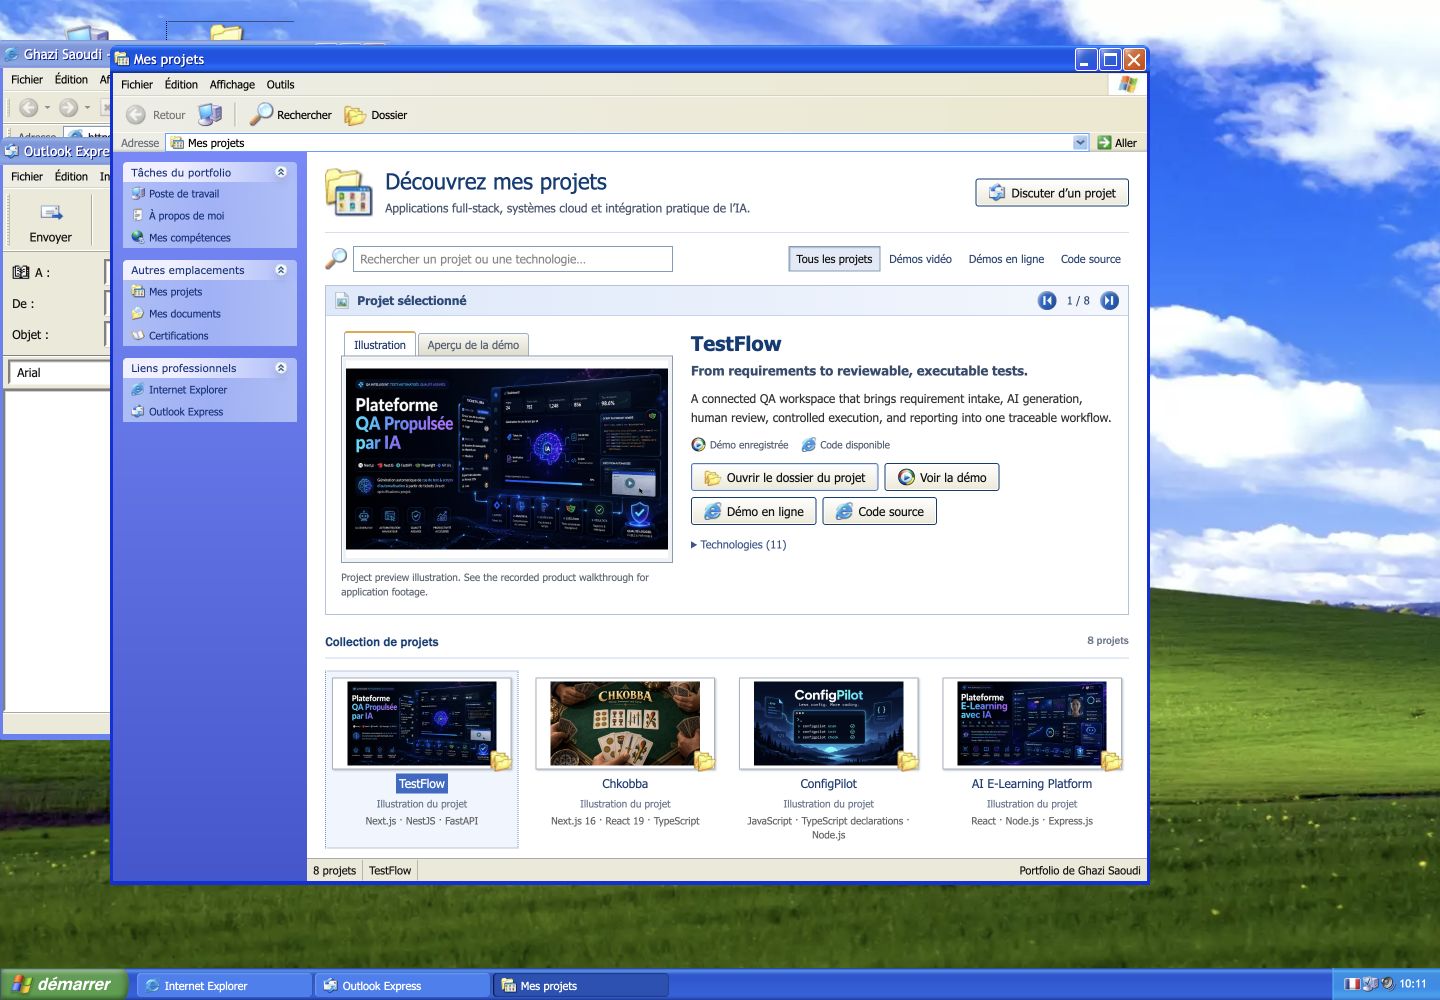 Ghazi Saoudi -
Fichier Édition
Adresse
Outlook Expre
Fichier Édition
Envoyer
A :
De :
Objet :
Arial
Mes projets
Fichier Édition Affichage Outils
Retour Rechercher Dossier
Adresse Mes projets Aller
Tâches du portfolio
Poste de travail
À propos de moi
Mes compétences
Autres emplacements
Mes projets
Mes documents
Certifications
Liens professionnels
Internet Explorer
Outlook Express
Découvrez mes projets
Applications full-stack, systèmes cloud et intégration pratique de l’IA.
Discuter d’un projet
Rechercher un projet ou une technologie...
Tous les projets Démos vidéo Démos en ligne Code source
Projet sélectionné
1 / 8
Illustration Aperçu de la démo
Plateforme
QA Propulsée
par IA
Project preview illustration. See the recorded product walkthrough for
application footage.
TestFlow
From requirements to reviewable, executable tests.
A connected QA workspace that brings requirement intake, AI generation,
human review, controlled execution, and reporting into one traceable workflow.
Démo enregistrée Code disponible
Ouvrir le dossier du projet Voir la démo
Démo en ligne Code source
Technologies (11)
Collection de projets
8 projets
Plateforme
QA Propulsée
par IA
TestFlow
Illustration du projet
Next.js · NestJS · FastAPI
CHKOBBA
Chkobba
Illustration du projet
Next.js 16 · React 19 · TypeScript
ConfigPilot
Less config. More coding.
ConfigPilot
Illustration du projet
JavaScript · TypeScript declarations ·
Node.js
Plateforme
E-Learning
avec IA
AI E-Learning Platform
Illustration du projet
React · Node.js · Express.js
8 projets TestFlow Portfolio de Ghazi Saoudi
démarrer Internet Explorer Outlook Express Mes projets 10:11